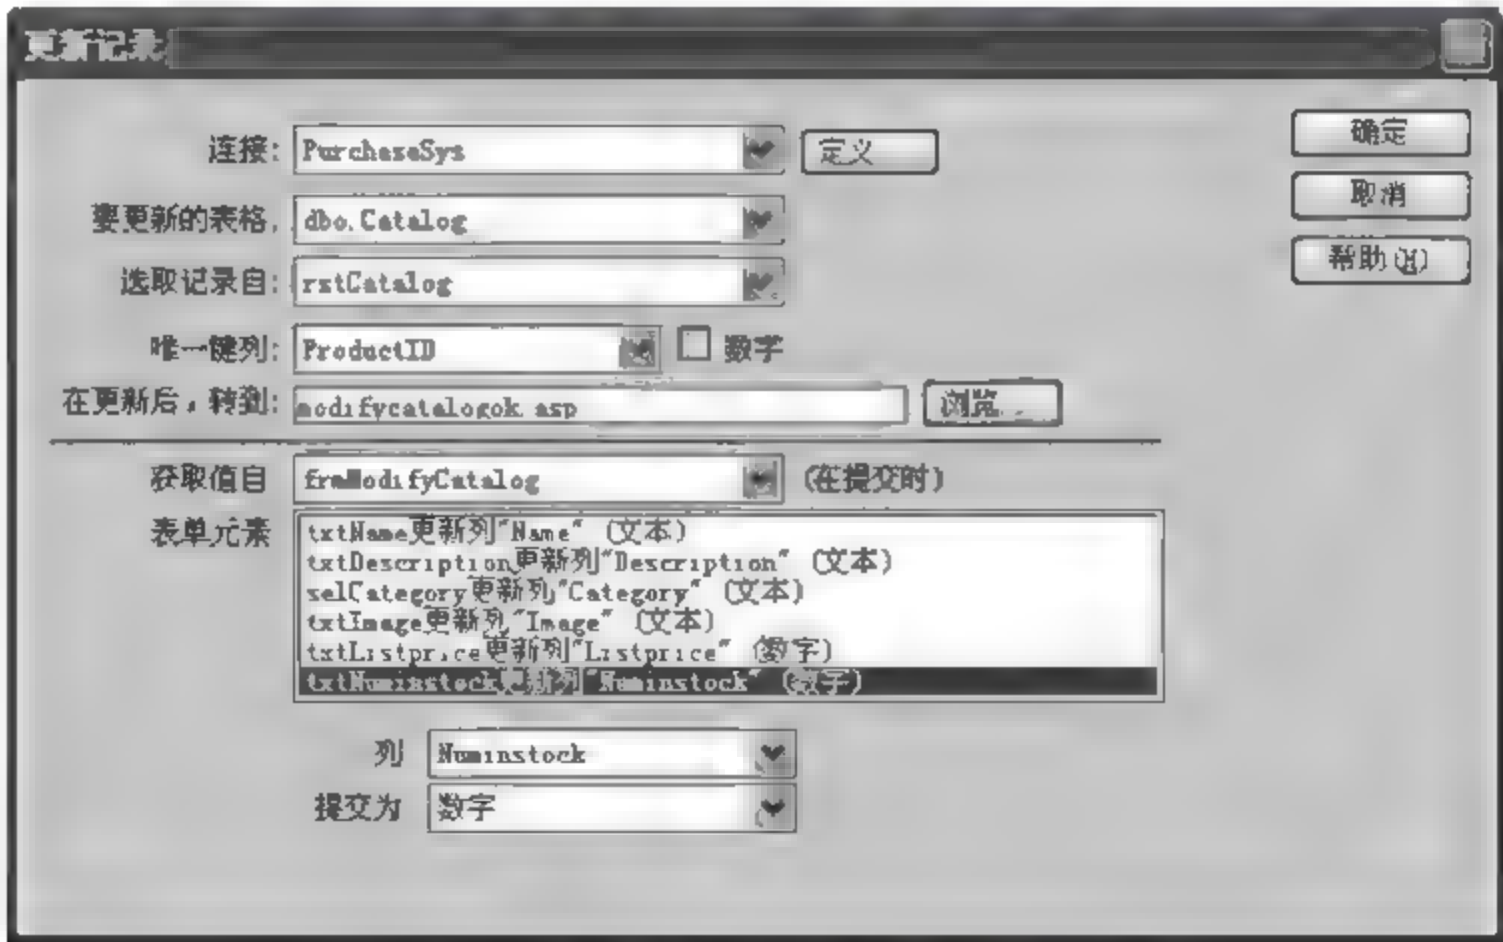 更新记录
连接: PurchaseSys 定义
确定
要更新的表格, dbo.Catalog
取消
选取记录自: rstCatalog
帮助(H)
唯一键列: ProductID 数字
在更新后，转到: modifycatalogok.asp 浏览...
获取值自 frmModifyCatalog (在提交时)
表单元素 txtName更新列"Name" (文本)
txtDescription更新列"Description" (文本)
selCategory更新列"Category" (文本)
txtImage更新列"Image" (文本)
txtListprice更新列"Listprice" (数字)
txtNuminstock更新列"Numinstock" (数字)
列 Numinstock
提交为 数字